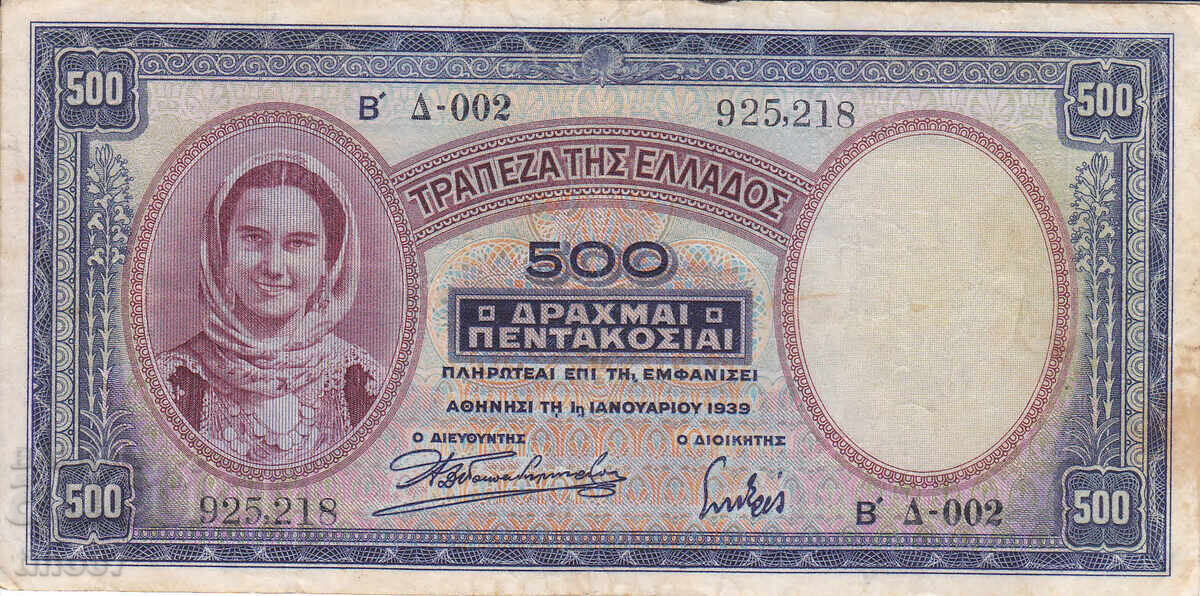 500
500
Β΄ Δ-002
925,218
ΤΡΑΠΕΖΑ ΤΗΣ ΕΛΛΑΔΟΣ
500
ΔΡΑΧΜΑΙ
ΠΕΝΤΑΚΟΣΙΑΙ
ΠΛΗΡΩΤΕΑΙ ΕΠΙ ΤΗ, ΕΜΦΑΝΙΣΕΙ
ΑΘΗΝΗΣΙ ΤΗ 1η ΙΑΝΟΥΑΡΙΟΥ 1939
Ο ΔΙΕΥΘΥΝΤΗΣ
Ο ΔΙΟΙΚΗΤΗΣ
925,218
Β΄ Δ-002
500
500